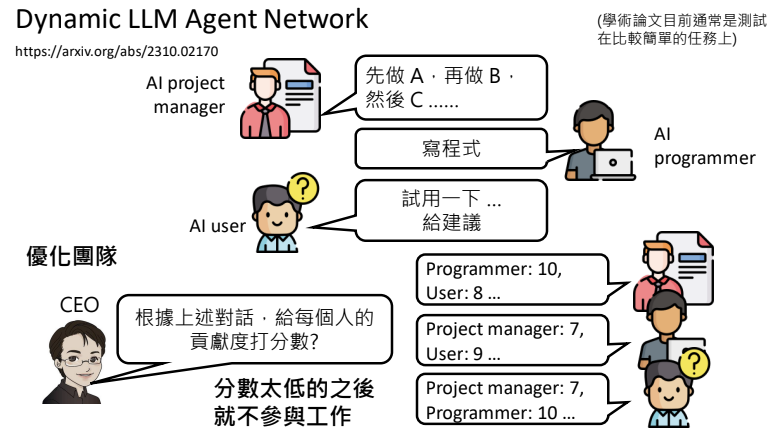 Dynamic LLM Agent Network
https://arxiv.org/abs/2310.02170
(學術論文目前通常是測試
在比較簡單的任務上)
AI project
manager
先做 A，再做 B，
然後 C ......
寫程式
AI
programmer
AI user
試用一下 ...
給建議
優化團隊
CEO
根據上述對話，給每個人的
貢獻度打分數?
分數太低的之後
就不參與工作
Programmer: 10,
User: 8 ...
Project manager: 7,
User: 9 ...
Project manager: 7,
Programmer: 10 ...